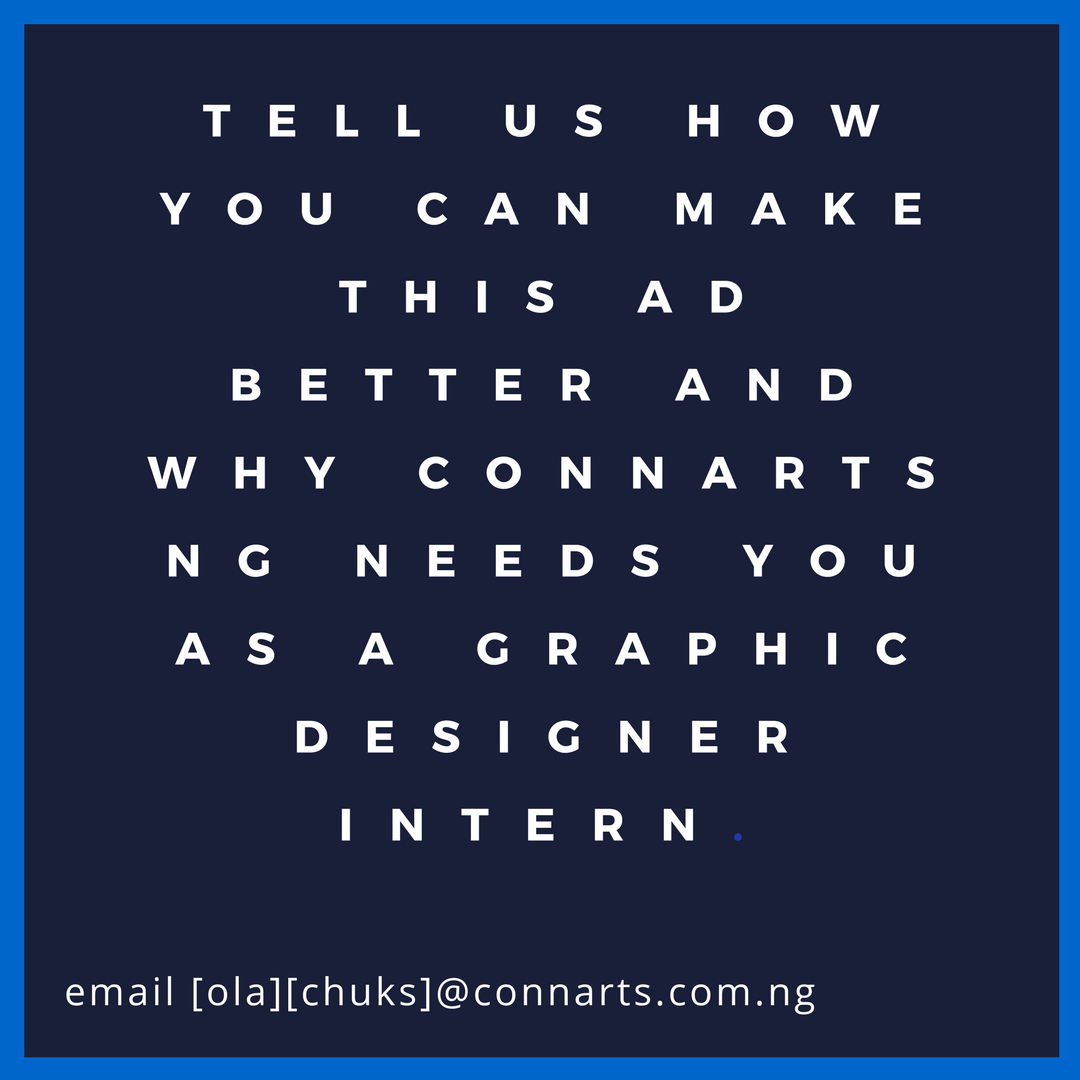 TELL US HOW
YOU CAN MAKE
THIS AD
BETTER AND
WHY CONNARTS
NG NEEDS YOU
AS A GRAPHIC
DESIGNER
INTERN.
email [ola][chuks]@connarts.com.ng